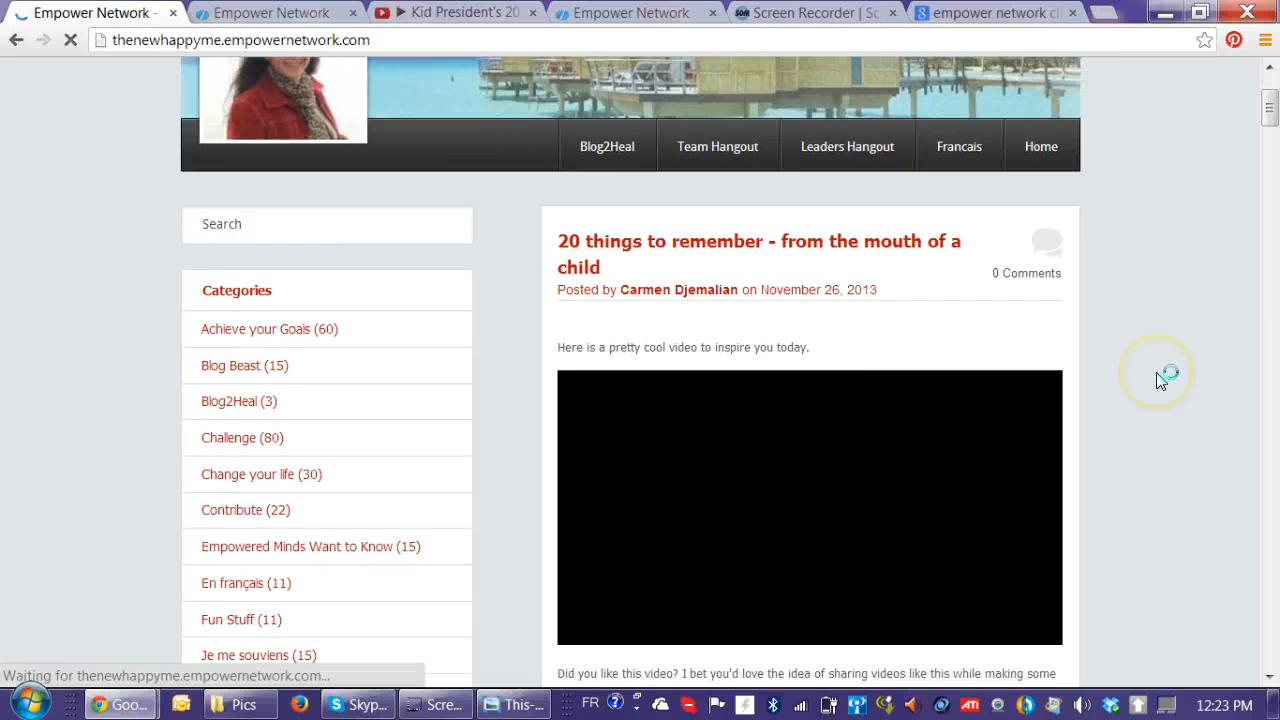 Empower Network -
Empower Network
Kid President's 20
Empower Network
Screen Recorder | Sc
empower network cl
thenewhappyme.empowernetwork.com
Blog2Heal
Team Hangout
Leaders Hangout
Francais
Home
Search
Categories
Achieve your Goals (60)
Blog Beast (15)
Blog2Heal (3)
Challenge (80)
Change your life (30)
Contribute (22)
Empowered Minds Want to Know (15)
En français (11)
Fun Stuff (11)
Je me souviens (15)
20 things to remember - from the mouth of a
child
0 Comments
Posted by Carmen Djemalian on November 26, 2013
Here is a pretty cool video to inspire you today.
Did you like this video? I bet you'd love the idea of sharing videos like this while making some
Waiting for thenewhappyme.empowernetwork.com...
Goo...
Pics
Skyp...
Scre...
This-...
FR
ATI
12:23 PM